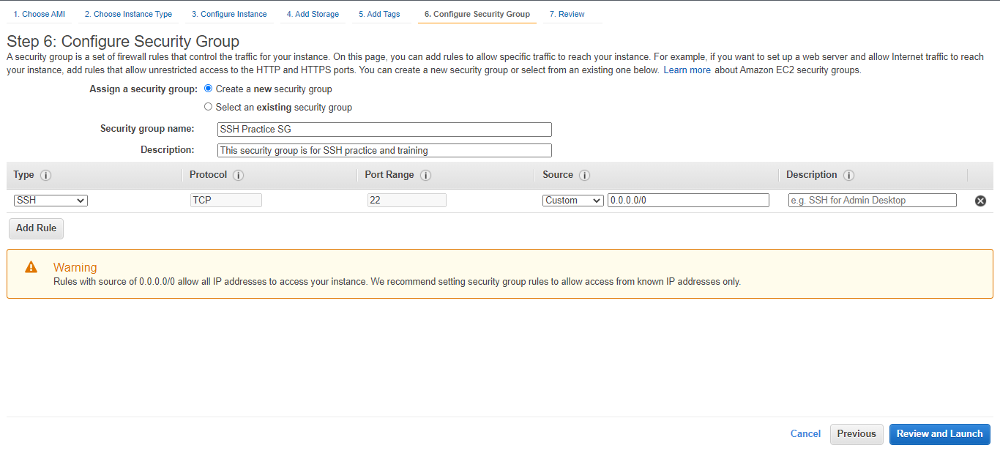 1. Choose AMI 2. Choose Instance Type 3. Configure Instance 4. Add Storage 5. Add Tags 6. Configure Security Group 7. Review
Step 6: Configure Security Group
A security group is a set of firewall rules that control the traffic for your instance. On this page, you can add rules to allow specific traffic to reach your instance. For example, if you want to set up a web server and allow Internet traffic to reach
your instance, add rules that allow unrestricted access to the HTTP and HTTPS ports. You can create a new security group or select from an existing one below. Learn more about Amazon EC2 security groups.
Assign a security group: Create a new security group
Select an existing security group
Security group name: SSH Practice SG
Description: This security group is for SSH practice and training
Type i Protocol i Port Range i Source i Description i
SSH TCP 22 Custom 0.0.0.0/0 e.g. SSH for Admin Desktop
Add Rule
Warning
Rules with source of 0.0.0.0/0 allow all IP addresses to access your instance. We recommend setting security group rules to allow access from known IP addresses only.
Cancel Previous Review and Launch